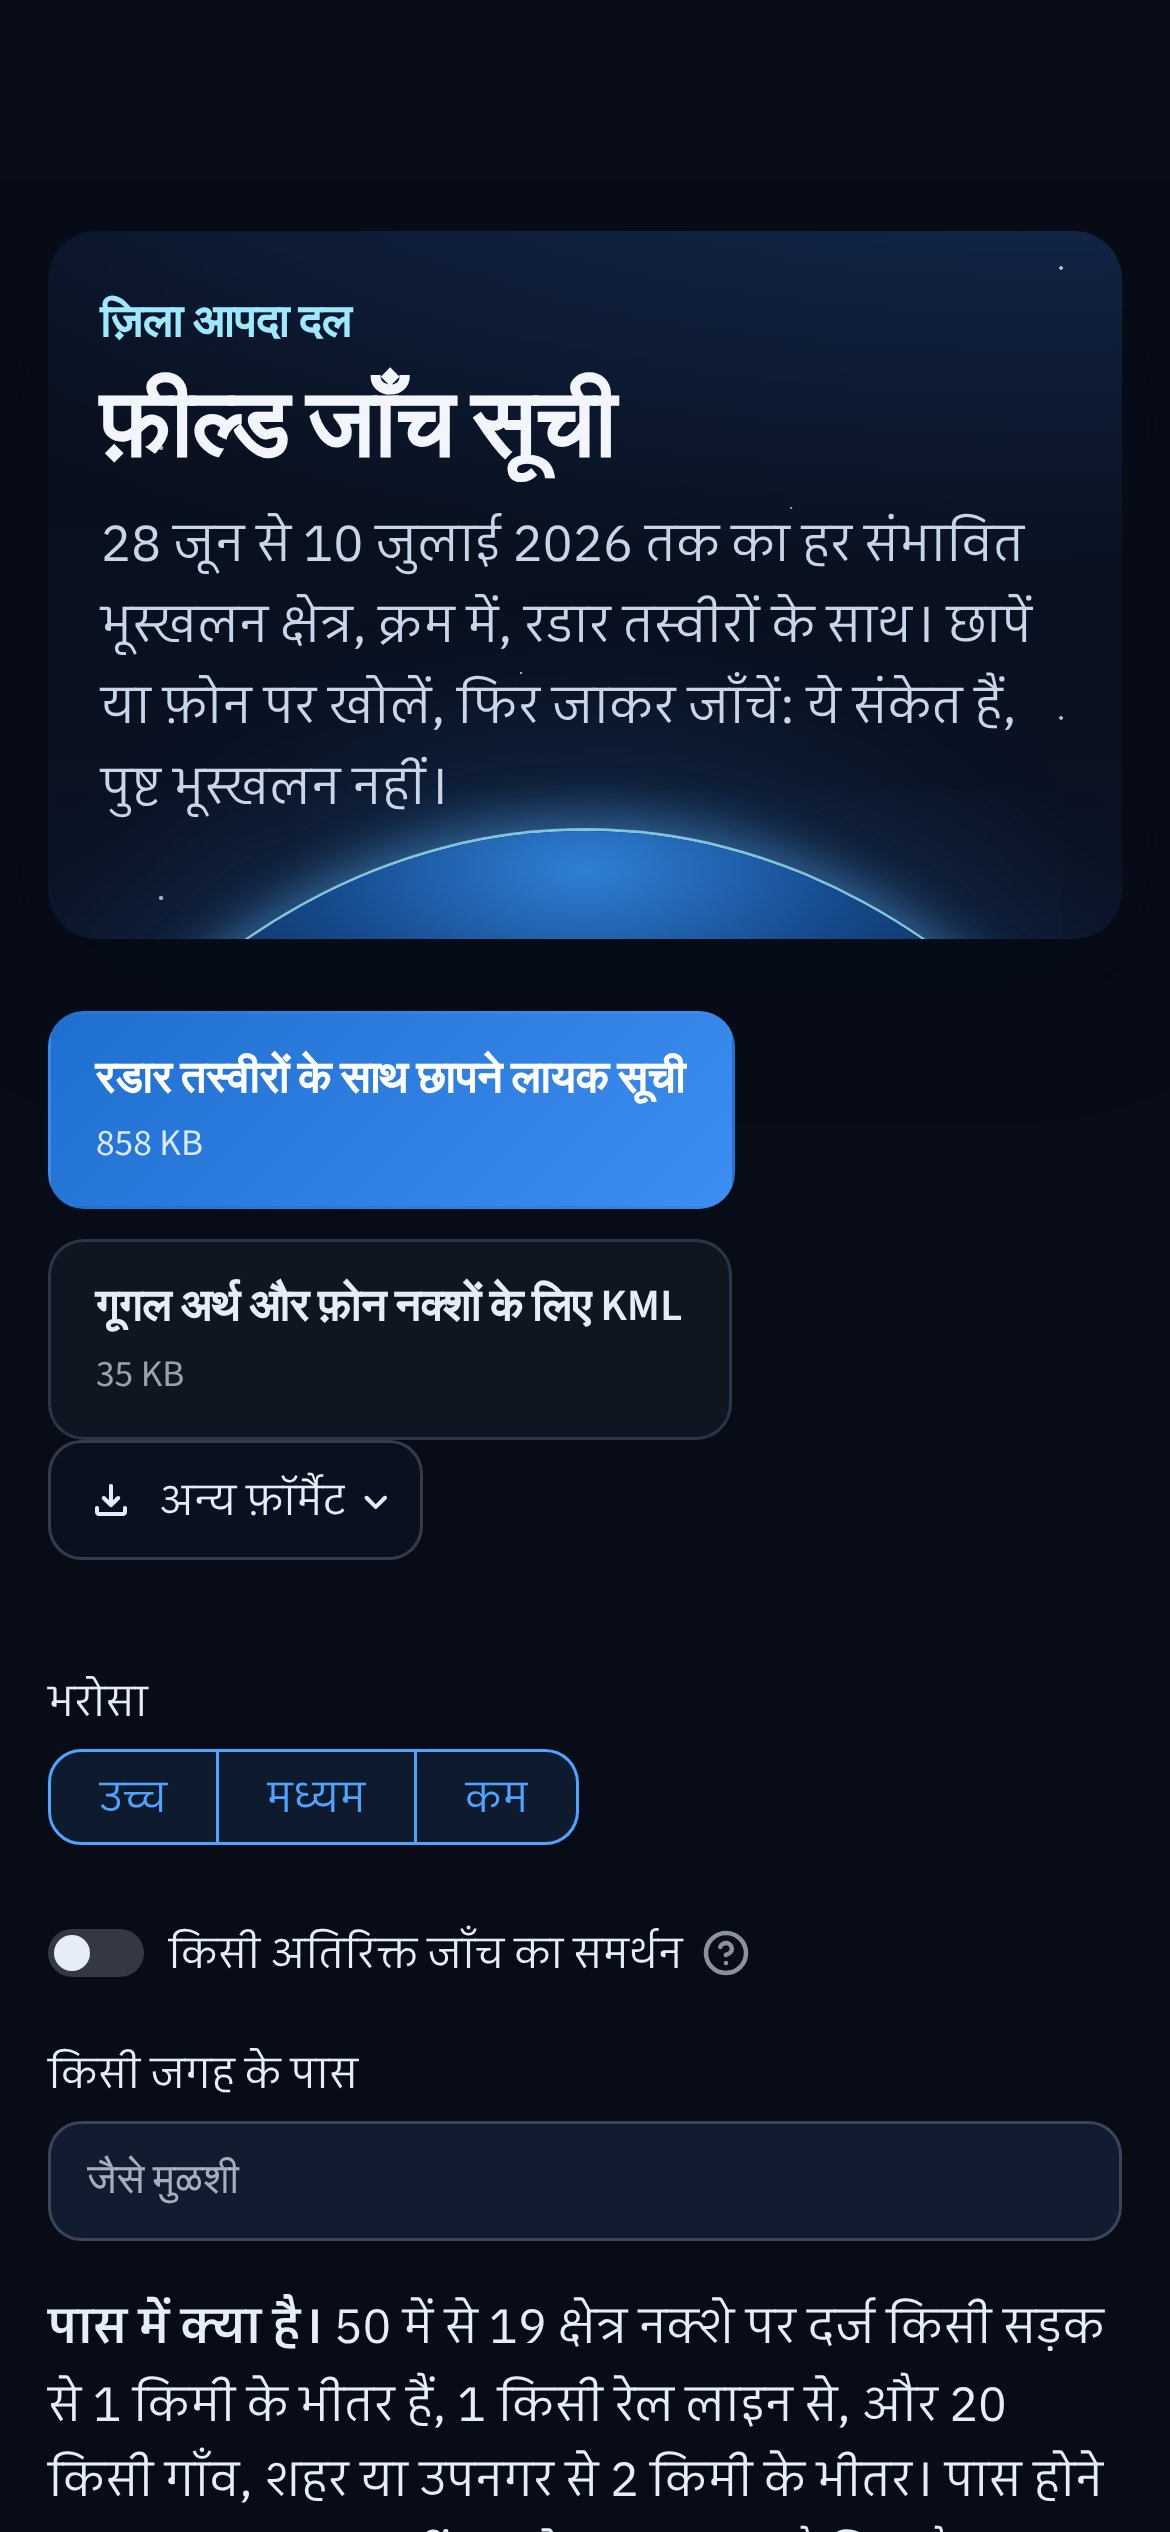 ज़िला आपदा दल
फ़ील्ड जाँच सूची
28 जून से 10 जुलाई 2026 तक का हर संभावित
भूस्खलन क्षेत्र, क्रम में, रडार तस्वीरों के साथ। छापें
या फ़ोन पर खोलें, फिर जाकर जाँचें: ये संकेत हैं,
पुष्ट भूस्खलन नहीं।
रडार तस्वीरों के साथ छापने लायक सूची
858 KB
गूगल अर्थ और फ़ोन नक्शों के लिए KML
35 KB
अन्य फ़ॉर्मैट
भरोसा
उच्च मध्यम कम
किसी अतिरिक्त जाँच का समर्थन ?
किसी जगह के पास
जैसे मुळशी
पास में क्या है। 50 में से 19 क्षेत्र नक्शे पर दर्ज किसी सड़क
से 1 किमी के भीतर हैं, 1 किसी रेल लाइन से, और 20
किसी गाँव, शहर या उपनगर से 2 किमी के भीतर। पास होने